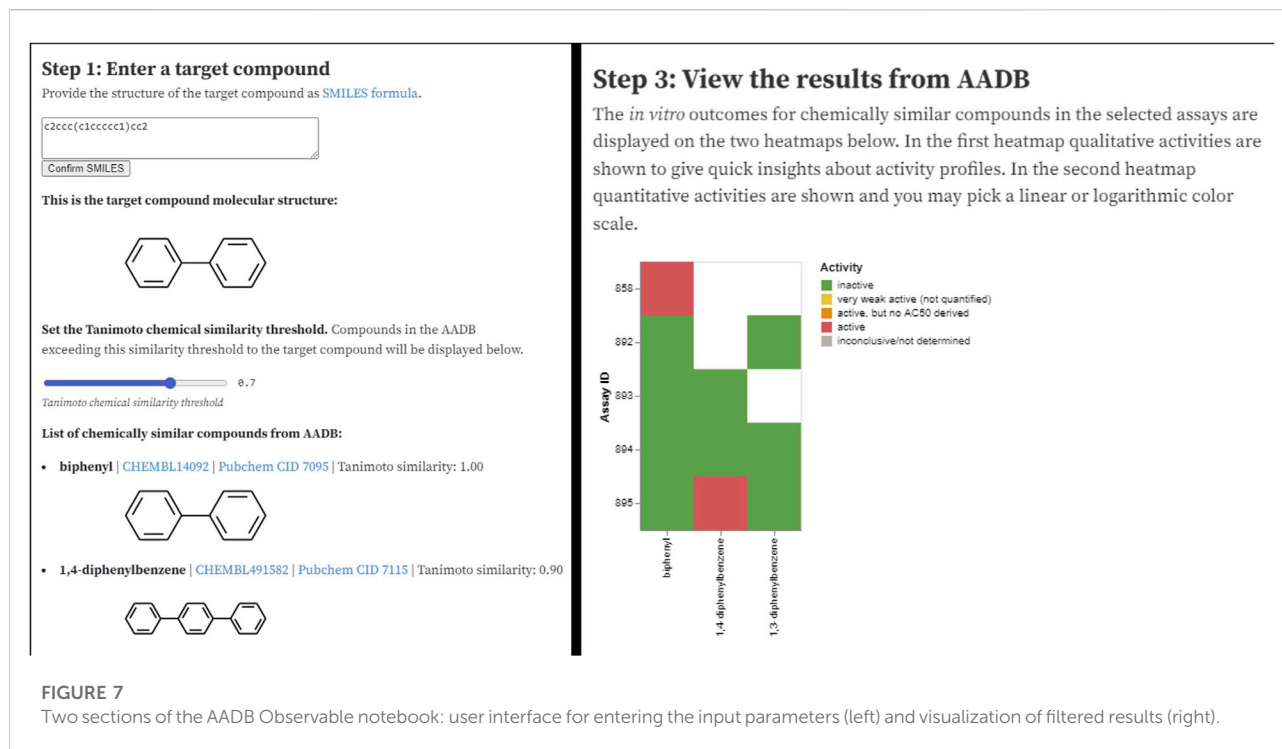 Step 1: Enter a target compound
Provide the structure of the target compound as SMILES formula.
c2ccc(c1ccccc1)cc2
Confirm SMILES
This is the target compound molecular structure:
Set the Tanimoto chemical similarity threshold. Compounds in the AADB
exceeding this similarity threshold to the target compound will be displayed below.
0.7
Tanimoto chemical similarity threshold
List of chemically similar compounds from AADB:
• biphenyl | CHEMBL14092 | Pubchem CID 7095 | Tanimoto similarity: 1.00
• 1,4-diphenylbenzene | CHEMBL491582 | Pubchem CID 7115 | Tanimoto similarity: 0.90
Step 3: View the results from AADB
The in vitro outcomes for chemically similar compounds in the selected assays are
displayed on the two heatmaps below. In the first heatmap qualitative activities are
shown to give quick insights about activity profiles. In the second heatmap
quantitative activities are shown and you may pick a linear or logarithmic color
scale.
Assay ID
858
892
893
894
895
biphenyl
1,4-diphenylbenzene
1,3-diphenylbenzene
Activity
inactive
very weak active (not quantified)
active, but no AC50 derived
active
inconclusive/not determined
FIGURE 7
Two sections of the AADB Observable notebook: user interface for entering the input parameters (left) and visualization of filtered results (right).